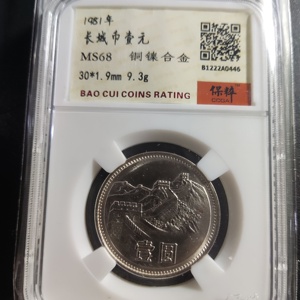 1981年
长城币壹元
MS68 铜镍合金
30*1.9mm 9.3g
B1222A0446
BAO CUI COINS RATING
保粹
壹圆